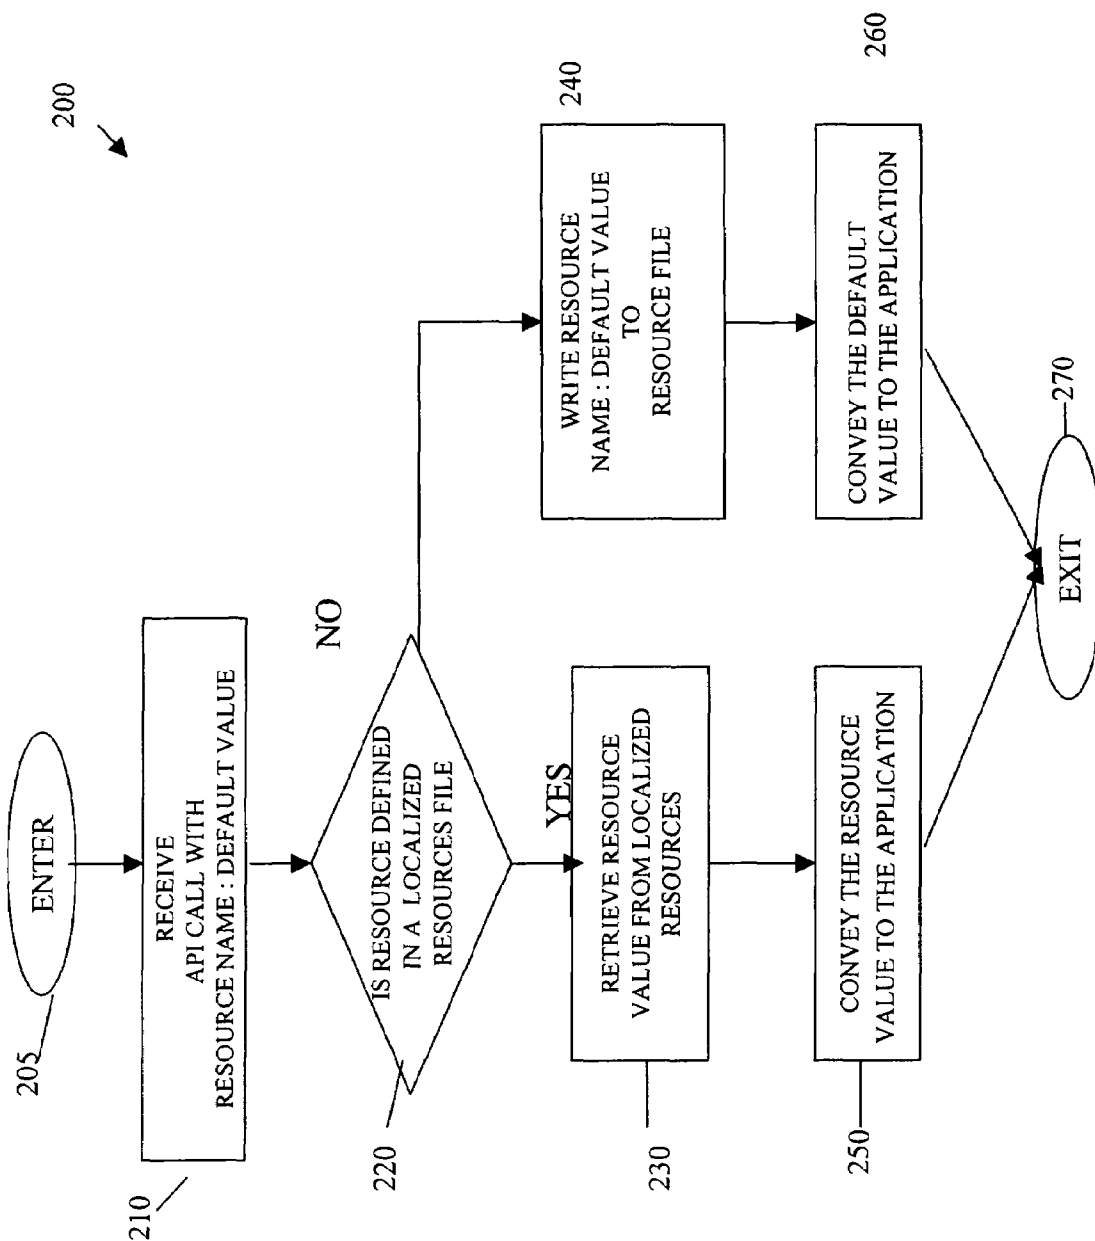 200
205
ENTER
210
RECEIVE
API CALL WITH
RESOURCE NAME : DEFAULT VALUE
220
IS RESOURCE DEFINED
IN A LOCALIZED
RESOURCES FILE
NO
YES
230
RETRIEVE RESOURCE
VALUE FROM LOCALIZED
RESOURCES
240
WRITE RESOURCE
NAME : DEFAULT VALUE
TO
RESOURCE FILE
250
CONVEY THE RESOURCE
VALUE TO THE APPLICATION
260
CONVEY THE DEFAULT
VALUE TO THE APPLICATION
EXIT
270